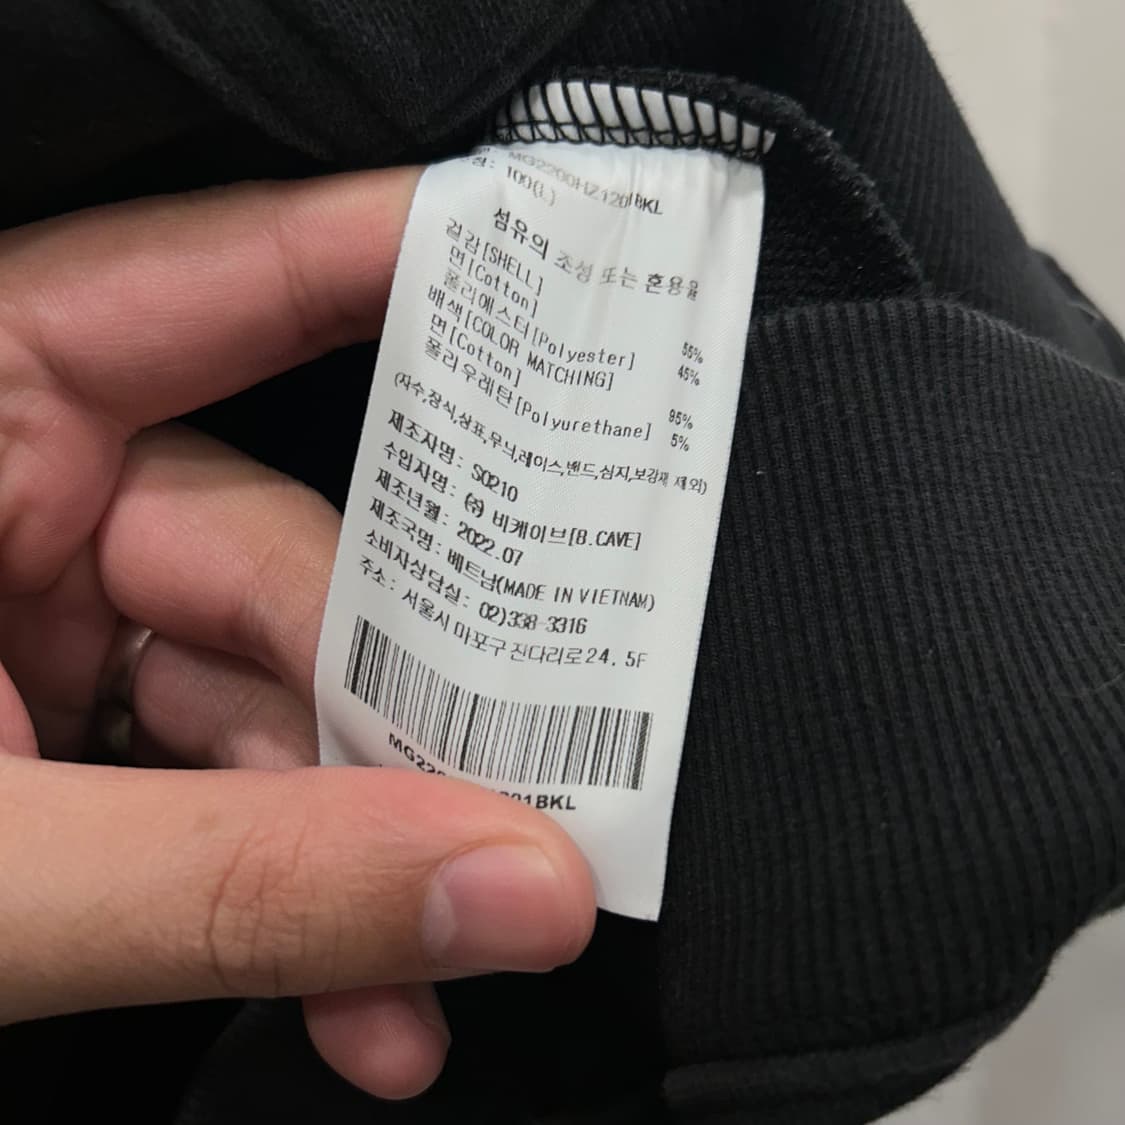 MG2200HZ1201BKL
100(L)
섬유의 조성 또는 혼용율
겉감[SHELL]
면[Cotton] 55%
폴리에스터[Polyester] 45%
배색[COLOR MATCHING]
면[Cotton] 95%
폴리우레탄[Polyurethane] 5%
(자수,장식,상표,무늬,레이스,밴드,심지,보강재 제외)
제조자명: S0210
수입자명: ㈜ 비케이브[B.CAVE]
제조년월: 2022.07
제조국명: 베트남(MADE IN VIETNAM)
소비자상담실: 02)338-3316
주소: 서울시 마포구 잔다리로24, 5F